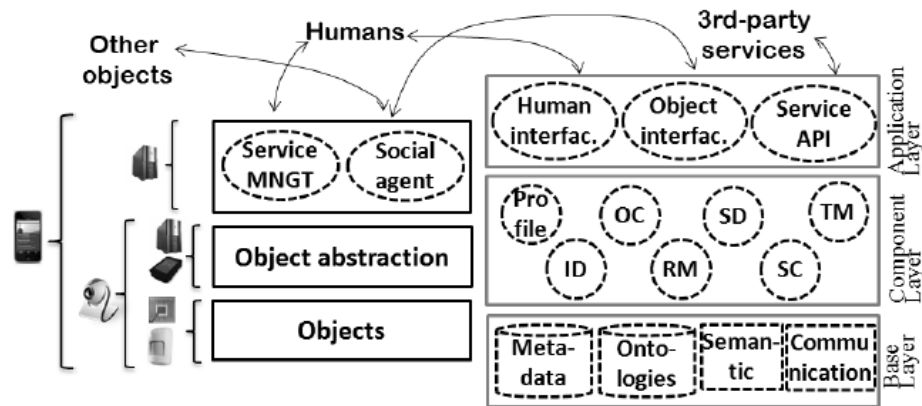 Other
objects
Humans
3rd-party
services
Service
MNGT
Social
agent
Object abstraction
Objects
Human
interfac.
Object
interfac.
Service
API
Application
Layer
Pro
file
OC
SD
TM
ID
RM
SC
Component
Layer
Meta-
data
Onto-
logies
Seman-
tic
Commu
nication
Base
Layer